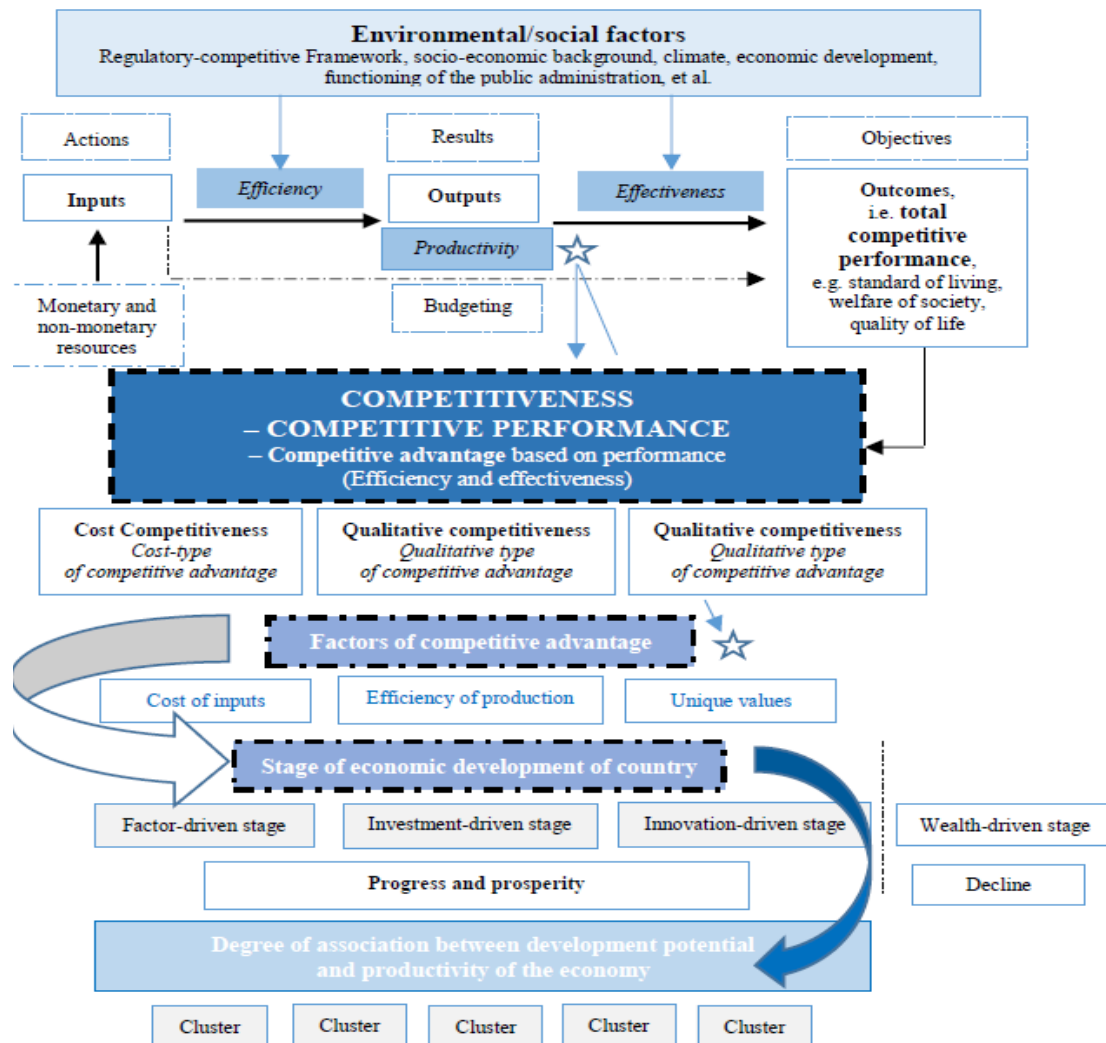 Environmental/social factors
Regulatory-competitive Framework, socio-economic background, climate, economic development,
functioning of the public administration, et al.
Actions
Results
Objectives
Inputs
Efficiency
Outputs
Effectiveness
Productivity
Outcomes,
i.e. total
competitive
performance,
e.g. standard of living,
welfare of society,
quality of life
Monetary and
non-monetary
resources
Budgeting
COMPETITIVENESS
– COMPETITIVE PERFORMANCE
– Competitive advantage based on performance
(Efficiency and effectiveness)
Cost Competitiveness
Cost-type
of competitive advantage
Qualitative competitiveness
Qualitative type
of competitive advantage
Qualitative competitiveness
Qualitative type
of competitive advantage
Factors of competitive advantage
Cost of inputs
Efficiency of production
Unique values
Stage of economic development of country
Factor-driven stage
Investment-driven stage
Innovation-driven stage
Wealth-driven stage
Progress and prosperity
Decline
Degree of association between development potential
and productivity of the economy
Cluster
Cluster
Cluster
Cluster
Cluster